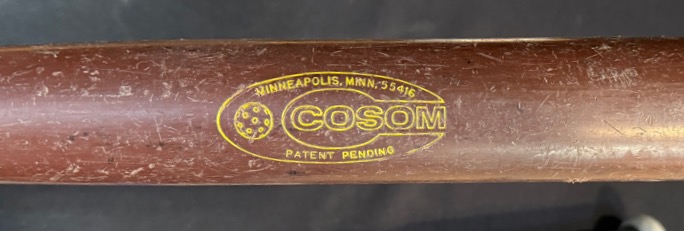 MINNEAPOLIS, MINN. 55416
COSOM
PATENT PENDING